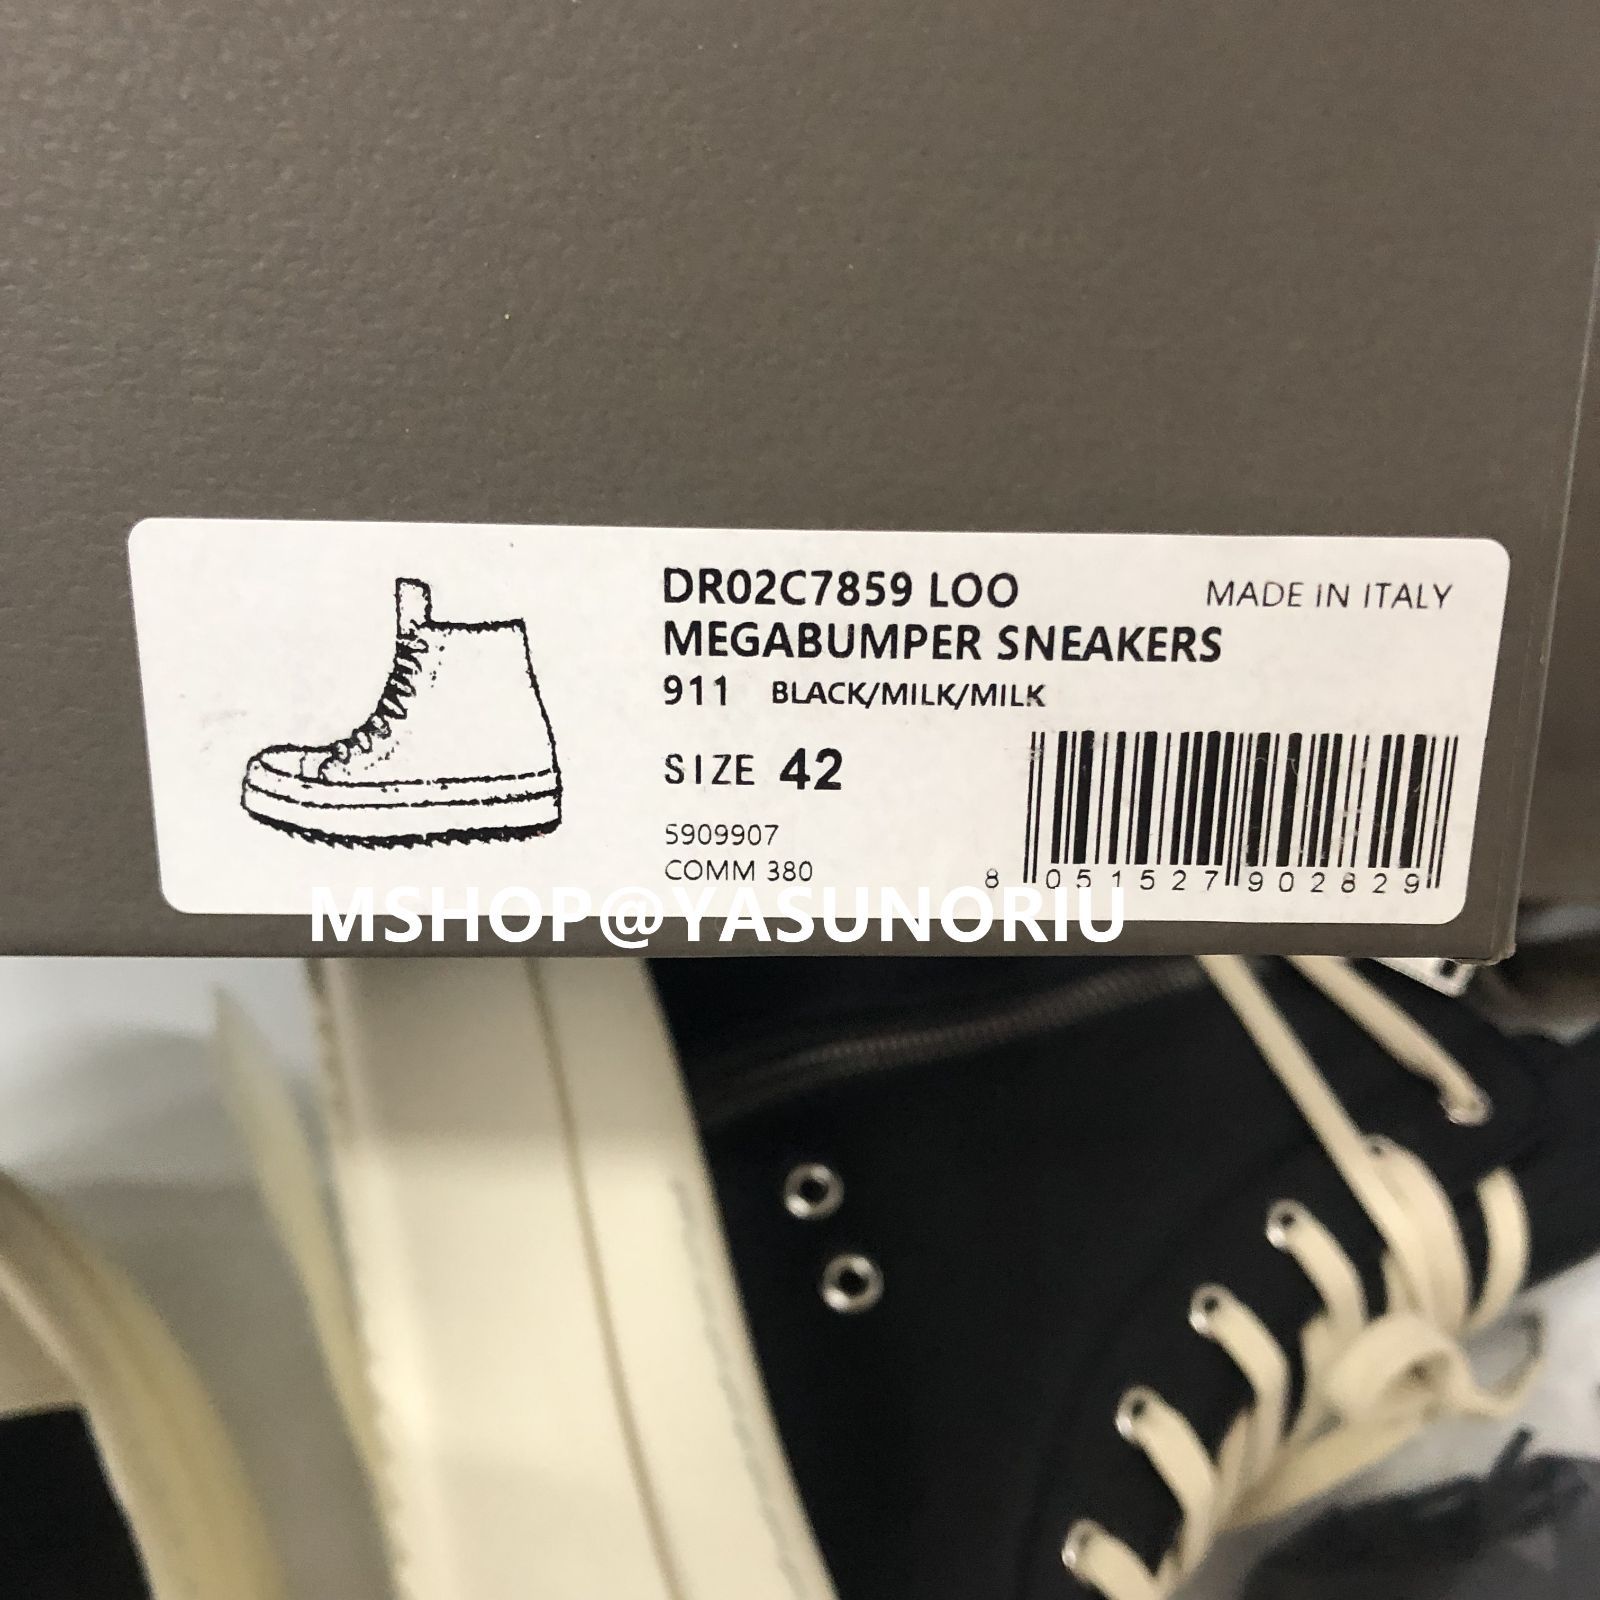 DR02C7859 LOO
MADE IN ITALY
MEGABUMPER SNEAKERS
911 BLACK/MILK/MILK
SIZE 42
5909907
COMM 380
8 051527 902829
MSHOP@YASUNORIU